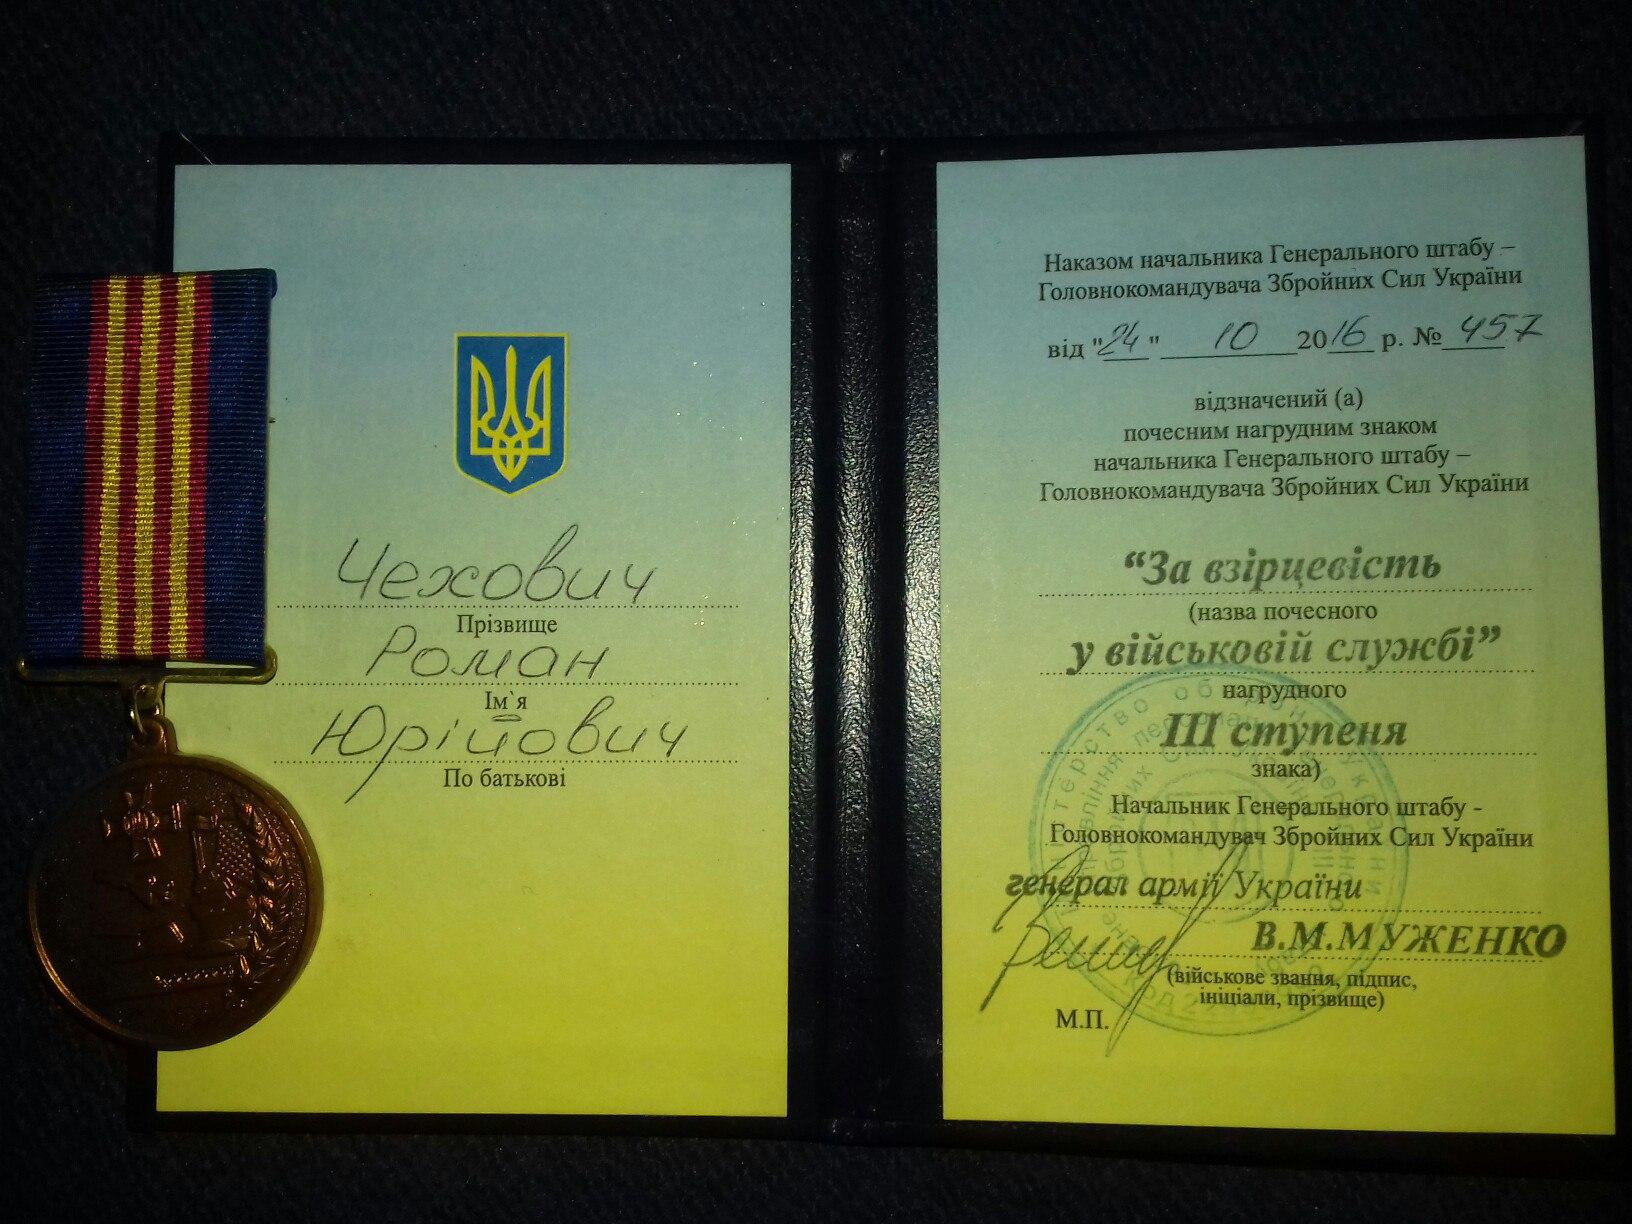 Чехович
Прізвище
Роман
Ім`я
Юрійович
По батькові
Наказом начальника Генерального штабу –
Головнокомандувача Збройних Сил України
від "24" 10 2016 р. № 457
відзначений (а)
почесним нагрудним знаком
начальника Генерального штабу –
Головнокомандувача Збройних Сил України
“За взірцевість
(назва почесного
у військовій службі”
нагрудного
ІІІ ступеня
знака)
Начальник Генерального штабу -
Головнокомандувач Збройних Сил України
генерал армії України
В.М.МУЖЕНКО
(військове звання, підпис,
ініціали, прізвище)
М.П.